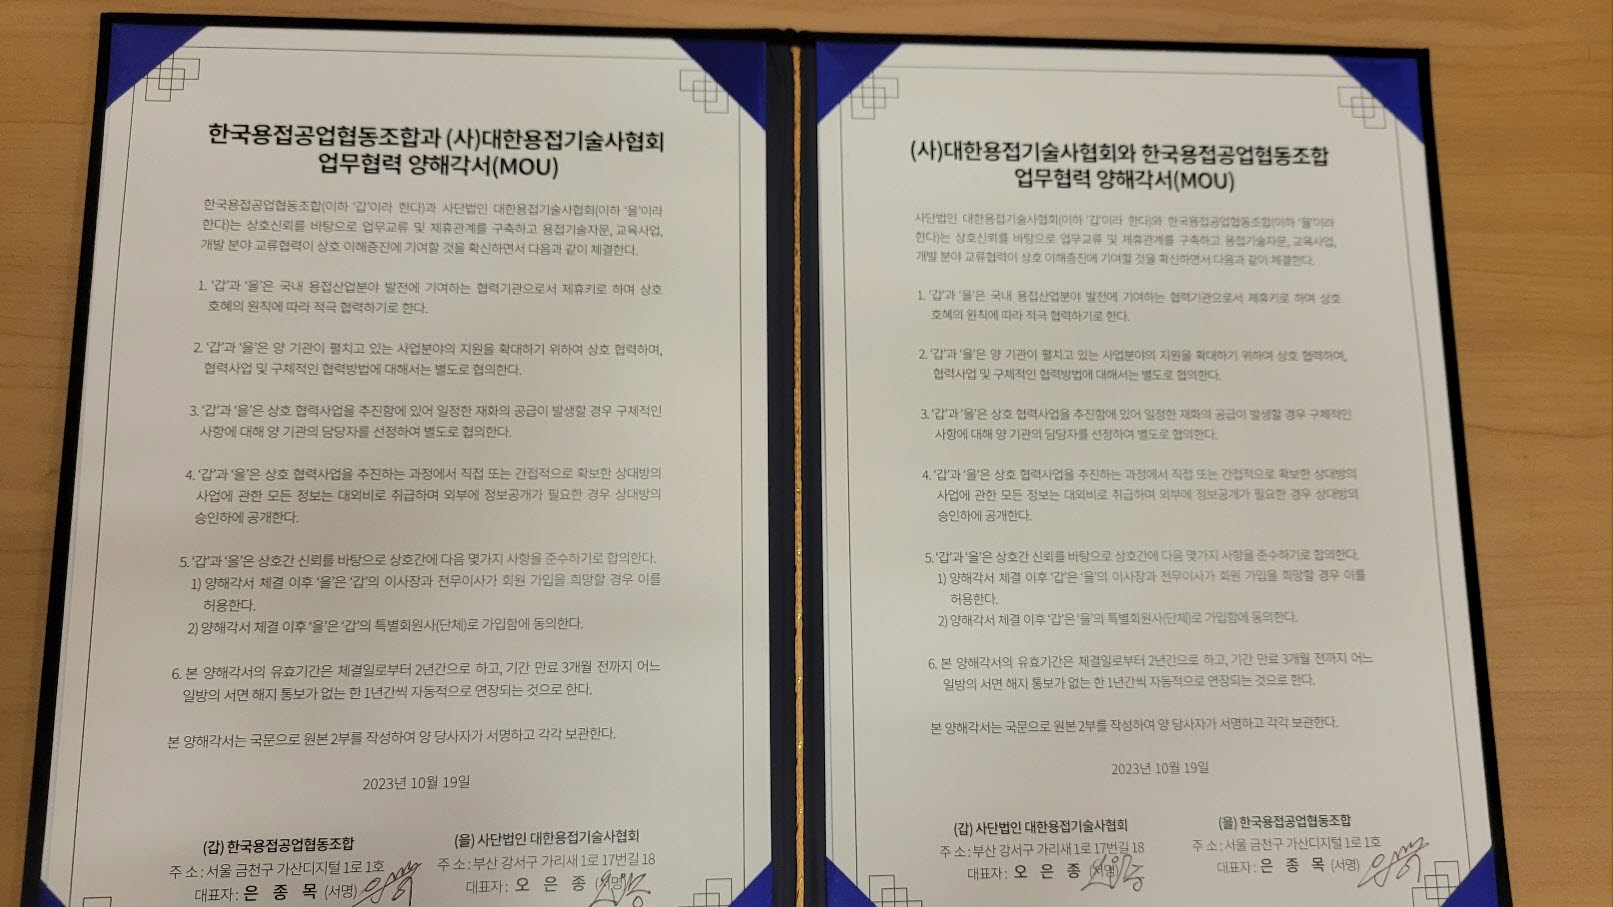 한국용접공업협동조합과 (사)대한용접기술사협회
업무협력 양해각서(MOU)
한국용접공업협동조합(이하 ‘갑’이라 한다)과 사단법인 대한용접기술사협회(이하 ‘을’이라
한다)는 상호신뢰를 바탕으로 업무교류 및 제휴관계를 구축하고 용접기술자문, 교육사업,
개발 분야 교류협력이 상호 이해증진에 기여할 것을 확신하면서 다음과 같이 체결한다.
1. ‘갑’과 ‘을’은 국내 용접산업분야 발전에 기여하는 협력기관으로서 제휴키로 하며 상호
호혜의 원칙에 따라 적극 협력하기로 한다.
2. ‘갑’과 ‘을’은 양 기관이 펼치고 있는 사업분야의 지원을 확대하기 위하여 상호 협력하며,
협력사업 및 구체적인 협력방법에 대해서는 별도로 협의한다.
3. ‘갑’과 ‘을’은 상호 협력사업을 추진함에 있어 일정한 재화의 공급이 발생할 경우 구체적인
사항에 대해 양 기관의 담당자를 선정하여 별도로 협의한다.
4. ‘갑’과 ‘을’은 상호 협력사업을 추진하는 과정에서 직접 또는 간접적으로 확보한 상대방의
사업에 관한 모든 정보는 대외비로 취급하며 외부에 정보공개가 필요한 경우 상대방의
승인하에 공개한다.
5. ‘갑’과 ‘을’은 상호간 신뢰를 바탕으로 상호간에 다음 몇가지 사항을 준수하기로 합의한다.
1) 양해각서 체결 이후 ‘을’은 ‘갑’의 이사장과 전무이사가 회원 가입을 희망할 경우 이를
허용한다.
2) 양해각서 체결 이후 ‘을’은 ‘갑’의 특별회원사(단체)로 가입함에 동의한다.
6. 본 양해각서의 유효기간은 체결일로부터 2년간으로 하고, 기간 만료 3개월 전까지 어느
일방의 서면 해지 통보가 없는 한 1년간씩 자동적으로 연장되는 것으로 한다.
본 양해각서는 국문으로 원본 2부를 작성하여 양 당사자가 서명하고 각각 보관한다.
2023년 10월 19일
(갑) 한국용접공업협동조합
주 소 : 서울 금천구 가산디지털 1로 1호
대표자 : 은 종 목 (서명)
(을) 사단법인 대한용접기술사협회
주 소 : 부산 강서구 가리새 1로 17번길 18
대표자 : 오 은 종 (서명)
(사)대한용접기술사협회와 한국용접공업협동조합
업무협력 양해각서(MOU)
사단법인 대한용접기술사협회(이하 ‘갑’이라 한다)와 한국용접공업협동조합(이하 ‘을’이라
한다)는 상호신뢰를 바탕으로 업무교류 및 제휴관계를 구축하고 용접기술자문, 교육사업,
개발 분야 교류협력이 상호 이해증진에 기여할 것을 확신하면서 다음과 같이 체결한다.
1. ‘갑’과 ‘을’은 국내 용접산업분야 발전에 기여하는 협력기관으로서 제휴키로 하며 상호
호혜의 원칙에 따라 적극 협력하기로 한다.
2. ‘갑’과 ‘을’은 양 기관이 펼치고 있는 사업분야의 지원을 확대하기 위하여 상호 협력하며,
협력사업 및 구체적인 협력방법에 대해서는 별도로 협의한다.
3. ‘갑’과 ‘을’은 상호 협력사업을 추진함에 있어 일정한 재화의 공급이 발생할 경우 구체적인
사항에 대해 양 기관의 담당자를 선정하여 별도로 협의한다.
4. ‘갑’과 ‘을’은 상호 협력사업을 추진하는 과정에서 직접 또는 간접적으로 확보한 상대방의
사업에 관한 모든 정보는 대외비로 취급하며 외부에 정보공개가 필요한 경우 상대방의
승인하에 공개한다.
5. ‘갑’과 ‘을’은 상호간 신뢰를 바탕으로 상호간에 다음 몇가지 사항을 준수하기로 합의한다.
1) 양해각서 체결 이후 ‘갑’은 ‘을’의 이사장과 전무이사가 회원 가입을 희망할 경우 이를
허용한다.
2) 양해각서 체결 이후 ‘갑’은 ‘을’의 특별회원사(단체)로 가입함에 동의한다.
6. 본 양해각서의 유효기간은 체결일로부터 2년간으로 하고, 기간 만료 3개월 전까지 어느
일방의 서면 해지 통보가 없는 한 1년간씩 자동적으로 연장되는 것으로 한다.
본 양해각서는 국문으로 원본 2부를 작성하여 양 당사자가 서명하고 각각 보관한다.
2023년 10월 19일
(갑) 사단법인 대한용접기술사협회
주 소 : 부산 강서구 가리새 1로 17번길 18
대표자 : 오 은 종 (서명)
(을) 한국용접공업협동조합
주 소 : 서울 금천구 가산디지털 1로 1호
대표자 : 은 종 목 (서명)